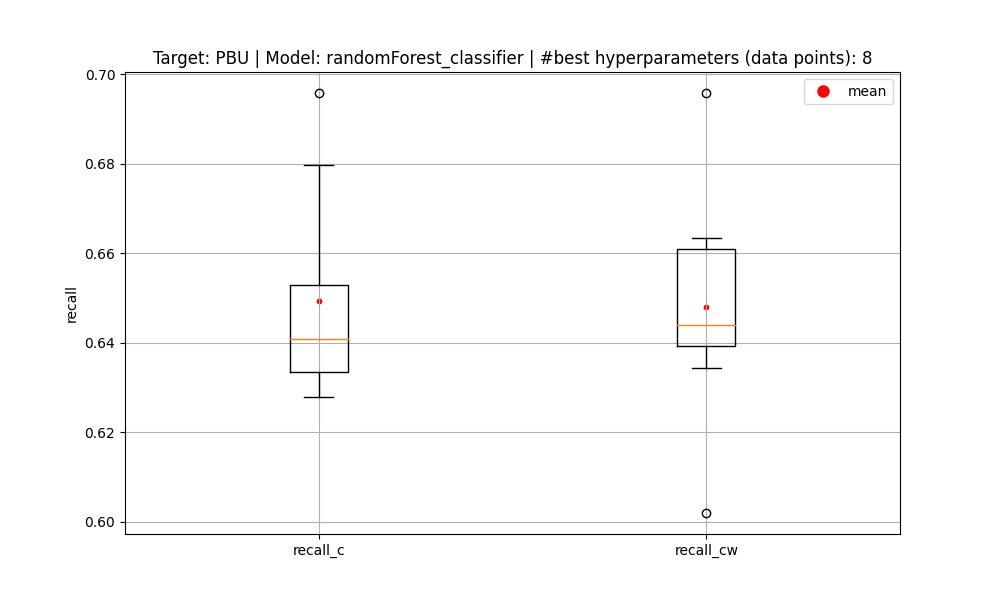 Target: PBU | Model: randomForest_classifier | #best hyperparameters (data points): 8
mean
0.70
0.68
0.66
0.64
0.62
0.60
recall
recall_c
recall_cw